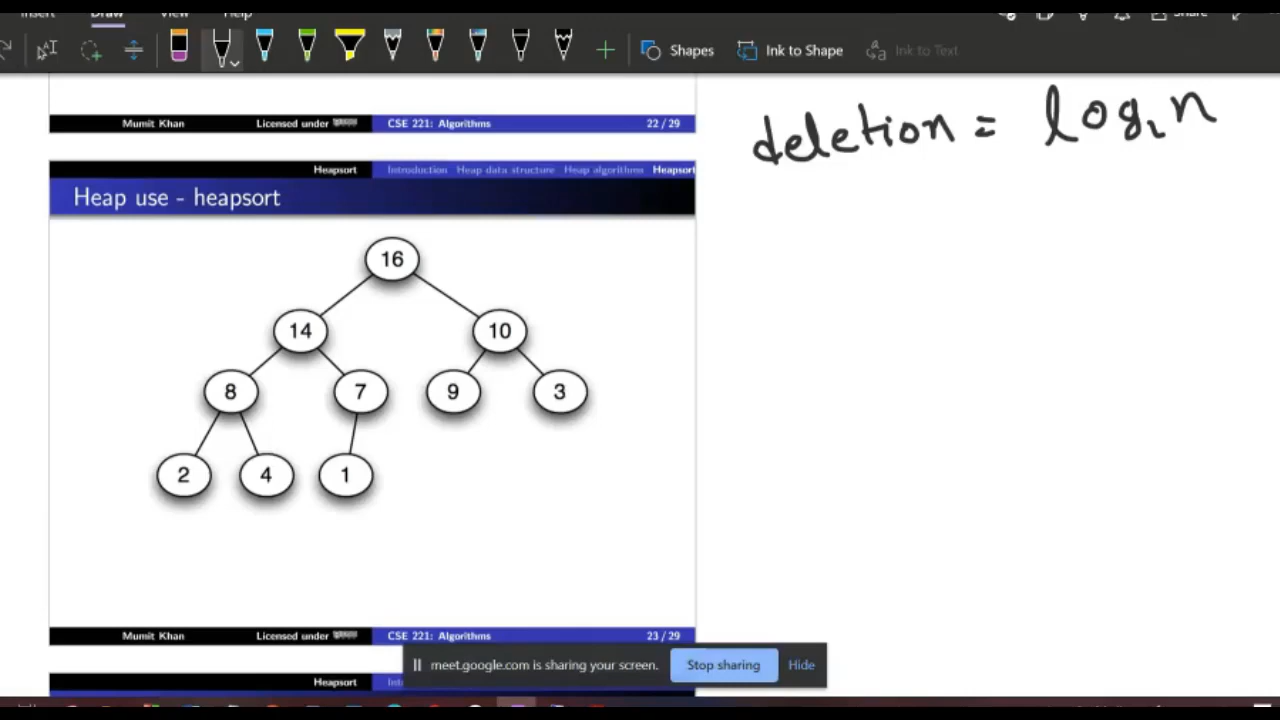 Insert Draw View Help Share
Shapes Ink to Shape Ink to Text
Mumit Khan Licensed under CSE 221: Algorithms 22 / 29
deletion = log₂n
Heapsort Introduction Heap data structure Heap algorithms Heapsort
Heap use - heapsort
16
14 10
8 7 9 3
2 4 1
Mumit Khan Licensed under CSE 221: Algorithms 23 / 29
meet.google.com is sharing your screen. Stop sharing Hide
Heapsort